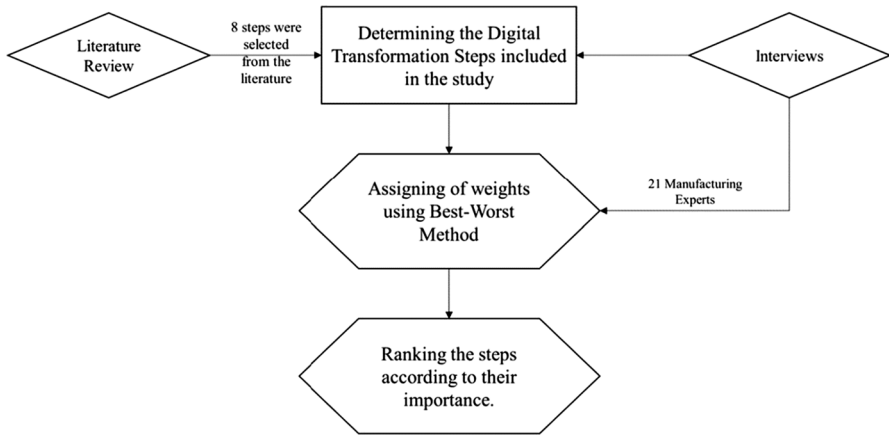 Literature
Review
8 steps were
selected
from the
literature
Determining the Digital
Transformation Steps included
in the study
Interviews
Assigning of weights
using Best-Worst
Method
21 Manufacturing
Experts
Ranking the steps
according to their
importance.